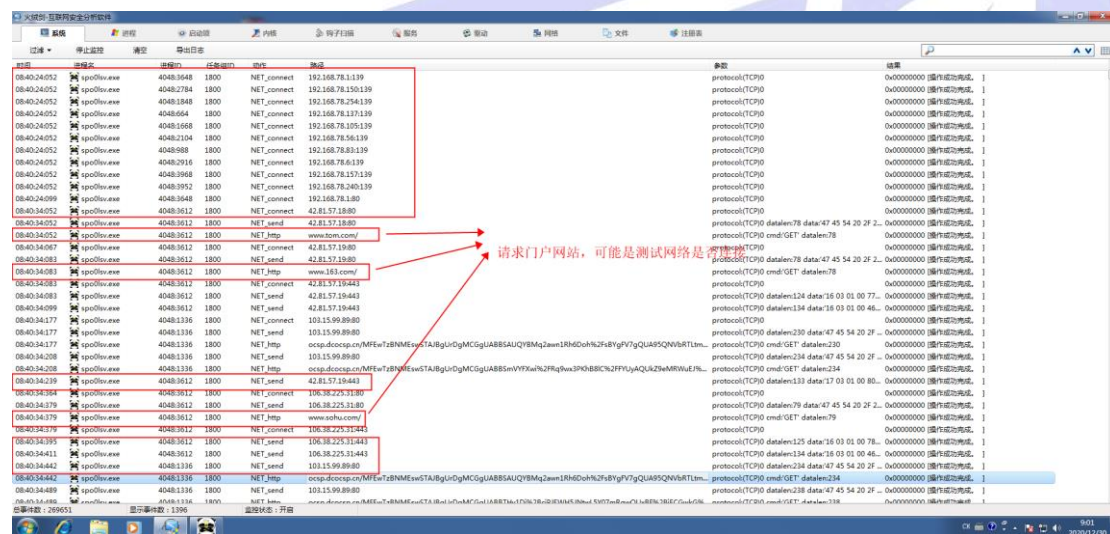 火绒剑-互联网安全分析软件
系统 进程 启动项 内核 钩子扫描 服务 驱动 网络 文件 注册表
过滤 停止监控 清空 导出日志
时间 进程名 进程ID 任务组ID 动作 路径 参数 结果
08:40:24:052 spo0lsv.exe 4048:3648 1800 NET_connect 192.168.78.1:139 protocol:(TCP)0 0x00000000 [操作成功完成。 ]
08:40:24:052 spo0lsv.exe 4048:2784 1800 NET_connect 192.168.78.150:139 protocol:(TCP)0 0x00000000 [操作成功完成。 ]
08:40:24:052 spo0lsv.exe 4048:1848 1800 NET_connect 192.168.78.254:139 protocol:(TCP)0 0x00000000 [操作成功完成。 ]
08:40:24:052 spo0lsv.exe 4048:664 1800 NET_connect 192.168.78.137:139 protocol:(TCP)0 0x00000000 [操作成功完成。 ]
08:40:24:052 spo0lsv.exe 4048:1668 1800 NET_connect 192.168.78.105:139 protocol:(TCP)0 0x00000000 [操作成功完成。 ]
08:40:24:052 spo0lsv.exe 4048:2104 1800 NET_connect 192.168.78.56:139 protocol:(TCP)0 0x00000000 [操作成功完成。 ]
08:40:24:052 spo0lsv.exe 4048:988 1800 NET_connect 192.168.78.83:139 protocol:(TCP)0 0x00000000 [操作成功完成。 ]
08:40:24:052 spo0lsv.exe 4048:2916 1800 NET_connect 192.168.78.6:139 protocol:(TCP)0 0x00000000 [操作成功完成。 ]
08:40:24:052 spo0lsv.exe 4048:3968 1800 NET_connect 192.168.78.157:139 protocol:(TCP)0 0x00000000 [操作成功完成。 ]
08:40:24:052 spo0lsv.exe 4048:3952 1800 NET_connect 192.168.78.240:139 protocol:(TCP)0 0x00000000 [操作成功完成。 ]
08:40:24:099 spo0lsv.exe 4048:3648 1800 NET_connect 192.168.78.1:80 protocol:(TCP)0 0x00000000 [操作成功完成。 ]
08:40:34:052 spo0lsv.exe 4048:3612 1800 NET_connect 42.81.57.18:80 protocol:(TCP)0 0x00000000 [操作成功完成。 ]
08:40:34:052 spo0lsv.exe 4048:3612 1800 NET_send 42.81.57.18:80 protocol:(TCP)0 datalen:78 data:'47 45 54 20 2F 2... 0x00000000 [操作成功完成。 ]
08:40:34:052 spo0lsv.exe 4048:3612 1800 NET_http www.tom.com/ protocol:(TCP)0 cmd:'GET' datalen:78 0x00000000 [操作成功完成。 ]
08:40:34:067 spo0lsv.exe 4048:3612 1800 NET_connect 42.81.57.19:80 protocol:(TCP)0 0x00000000 [操作成功完成。 ]
请求门户网站，可能是测试网络是否连接
08:40:34:083 spo0lsv.exe 4048:3612 1800 NET_send 42.81.57.19:80 protocol:(TCP)0 datalen:78 data:'47 45 54 20 2F 2... 0x00000000 [操作成功完成。 ]
08:40:34:083 spo0lsv.exe 4048:3612 1800 NET_http www.163.com/ protocol:(TCP)0 cmd:'GET' datalen:78 0x00000000 [操作成功完成。 ]
08:40:34:083 spo0lsv.exe 4048:3612 1800 NET_connect 42.81.57.19:443 protocol:(TCP)0 0x00000000 [操作成功完成。 ]
08:40:34:083 spo0lsv.exe 4048:3612 1800 NET_send 42.81.57.19:443 protocol:(TCP)0 datalen:124 data:'16 03 01 00 77... 0x00000000 [操作成功完成。 ]
08:40:34:099 spo0lsv.exe 4048:3612 1800 NET_send 42.81.57.19:443 protocol:(TCP)0 datalen:134 data:'16 03 01 00 46... 0x00000000 [操作成功完成。 ]
08:40:34:177 spo0lsv.exe 4048:1336 1800 NET_connect 103.15.99.89:80 protocol:(TCP)0 0x00000000 [操作成功完成。 ]
08:40:34:177 spo0lsv.exe 4048:1336 1800 NET_send 103.15.99.89:80 protocol:(TCP)0 datalen:230 data:'47 45 54 20 2F ... 0x00000000 [操作成功完成。 ]
08:40:34:177 spo0lsv.exe 4048:1336 1800 NET_http protocol:(TCP)0 cmd:'GET' datalen:230 0x00000000 [操作成功完成。 ]
08:40:34:208 spo0lsv.exe 4048:1336 1800 NET_send 103.15.99.89:80 protocol:(TCP)0 datalen:234 data:'47 45 54 20 2F ... 0x00000000 [操作成功完成。 ]
08:40:34:208 spo0lsv.exe 4048:1336 1800 NET_http protocol:(TCP)0 cmd:'GET' datalen:234 0x00000000 [操作成功完成。 ]
08:40:34:239 spo0lsv.exe 4048:3612 1800 NET_send 42.81.57.19:443 protocol:(TCP)0 datalen:133 data:'17 03 01 00 80... 0x00000000 [操作成功完成。 ]
08:40:34:364 spo0lsv.exe 4048:3612 1800 NET_connect 106.38.225.31:80 protocol:(TCP)0 0x00000000 [操作成功完成。 ]
08:40:34:379 spo0lsv.exe 4048:3612 1800 NET_send 106.38.225.31:80 protocol:(TCP)0 datalen:79 data:'47 45 54 20 2F 2... 0x00000000 [操作成功完成。 ]
08:40:34:379 spo0lsv.exe 4048:3612 1800 NET_http www.sohu.com/ protocol:(TCP)0 cmd:'GET' datalen:79 0x00000000 [操作成功完成。 ]
08:40:34:379 spo0lsv.exe 4048:3612 1800 NET_connect 106.38.225.31:443 protocol:(TCP)0 0x00000000 [操作成功完成。 ]
08:40:34:395 spo0lsv.exe 4048:3612 1800 NET_send 106.38.225.31:443 protocol:(TCP)0 datalen:125 data:'16 03 01 00 78... 0x00000000 [操作成功完成。 ]
08:40:34:411 spo0lsv.exe 4048:3612 1800 NET_send 106.38.225.31:443 protocol:(TCP)0 datalen:134 data:'16 03 01 00 46... 0x00000000 [操作成功完成。 ]
08:40:34:442 spo0lsv.exe 4048:1336 1800 NET_send 103.15.99.89:80 protocol:(TCP)0 datalen:234 data:'47 45 54 20 2F ... 0x00000000 [操作成功完成。 ]
08:40:34:442 spo0lsv.exe 4048:1336 1800 NET_http protocol:(TCP)0 cmd:'GET' datalen:234 0x00000000 [操作成功完成。 ]
08:40:34:489 spo0lsv.exe 4048:1336 1800 NET_send 103.15.99.89:80 protocol:(TCP)0 datalen:238 data:'47 45 54 20 2F ... 0x00000000 [操作成功完成。 ]
08:40:34:489 spo0lsv.exe 4048:1336 1800 NET_http protocol:(TCP)0 cmd:'GET' datalen:238 0x00000000 [操作成功完成。 ]
总事件数：269651 显示事件数：1396 监控状态：开启
CH 9:01
2020/12/30